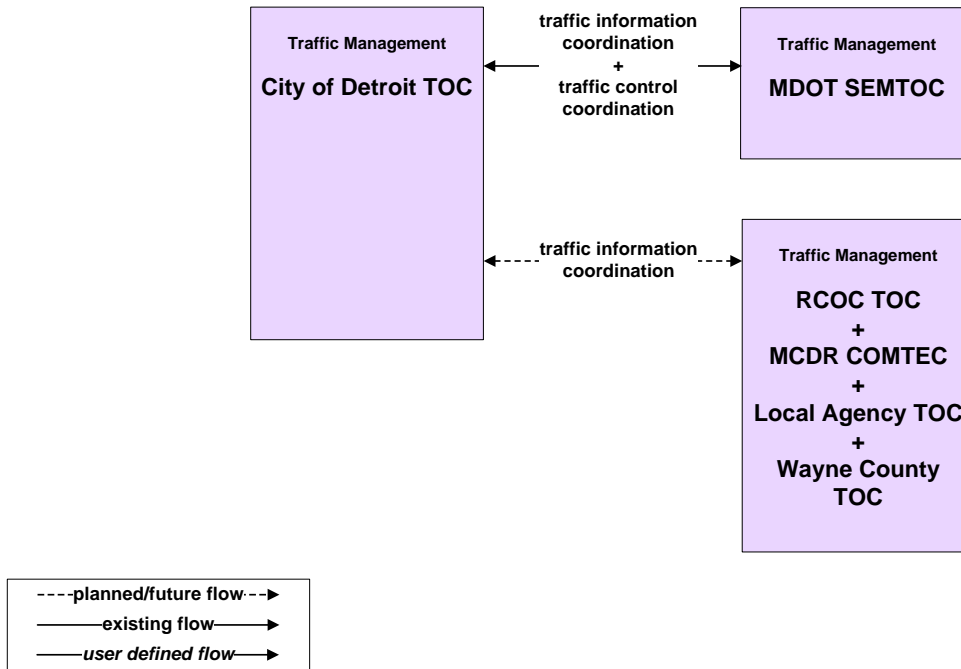 Traffic Management
City of Detroit TOC
traffic information
coordination
+
traffic control
coordination
Traffic Management
MDOT SEMTOC
traffic information
coordination
Traffic Management
RCOC TOC
+
MCDR COMTEC
+
Local Agency TOC
+
Wayne County
TOC
planned/future flow
existing flow
user defined flow